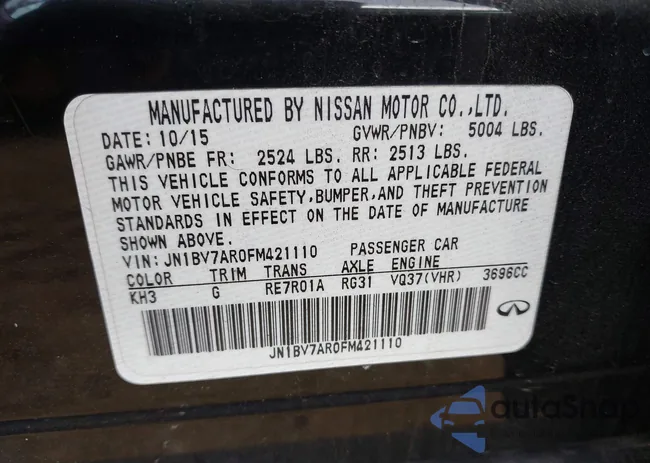 MANUFACTURED BY NISSAN MOTOR CO.,LTD.
DATE: 10/15 GVWR/PNBV: 5004 LBS.
GAWR/PNBE FR: 2524 LBS. RR: 2513 LBS.
THIS VEHICLE CONFORMS TO ALL APPLICABLE FEDERAL
MOTOR VEHICLE SAFETY,BUMPER,AND THEFT PREVENTION
STANDARDS IN EFFECT ON THE DATE OF MANUFACTURE
SHOWN ABOVE.
VIN: JN1BV7AR0FM421110 PASSENGER CAR
COLOR TRIM TRANS AXLE ENGINE
KH3 G RE7R01A RG31 VQ37(VHR) 3696CC
JN1BV7AR0FM421110
autoSnap